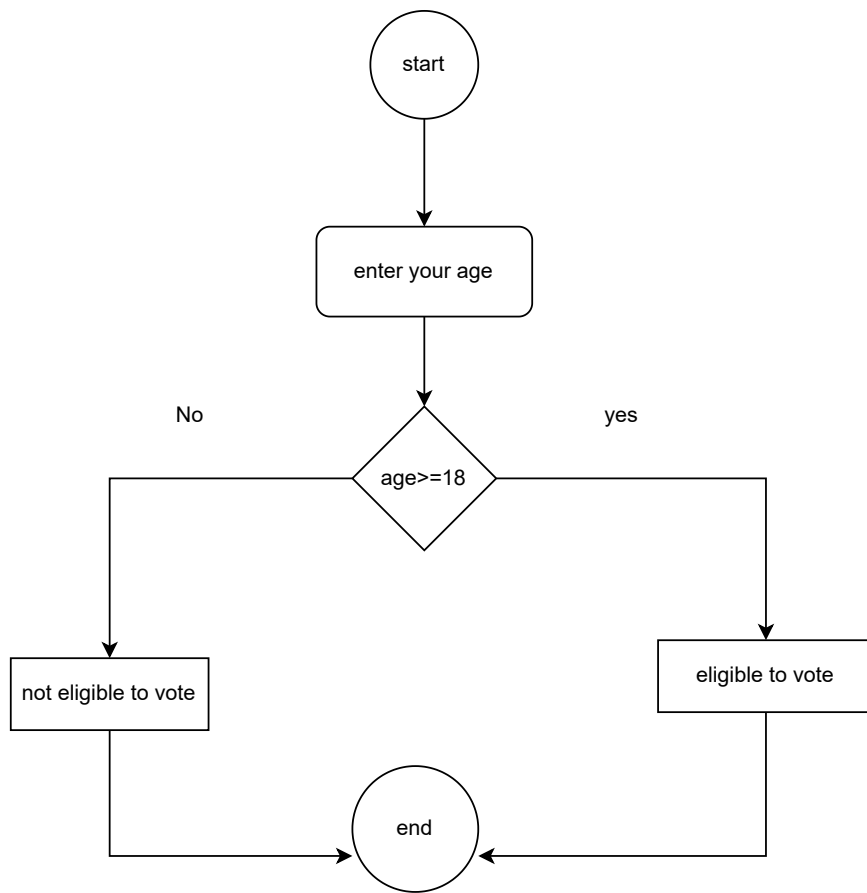 start
enter your age
No
yes
age>=18
not eligible to vote
eligible to vote
end